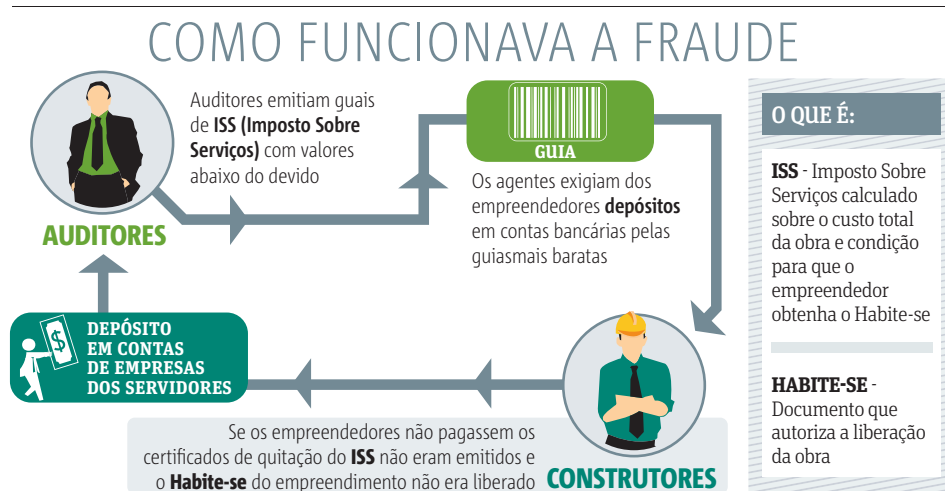 COMO FUNCIONAVA A FRAUDE
Auditores emitiam guais
de ISS (Imposto Sobre
Serviços) com valores
abaixo do devido
AUDITORES
GUIA
Os agentes exigiam dos
empreendedores depósitos
em contas bancárias pelas
guiasmais baratas
$
DEPÓSITO
EM CONTAS
DE EMPRESAS
DOS SERVIDORES
Se os empreendedores não pagassem os
certificados de quitação do ISS não eram emitidos e
o Habite-se do empreendimento não era liberado
CONSTRUTORES
O QUE É:
ISS - Imposto Sobre
Serviços calculado
sobre o custo total
da obra e condição
para que o
empreendedor
obtenha o Habite-se
HABITE-SE -
Documento que
autoriza a liberação
da obra